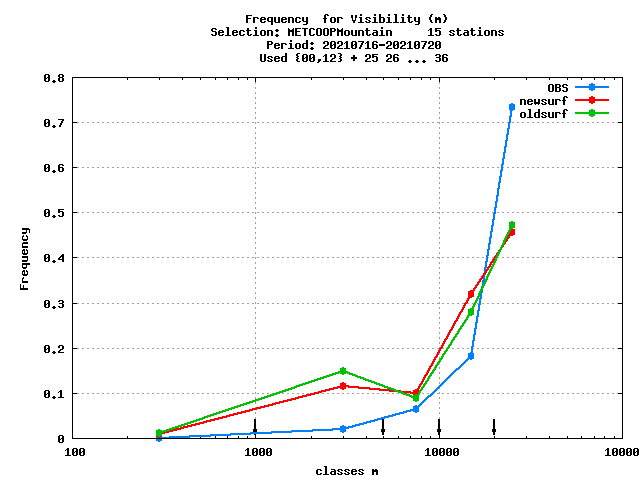 Frequency  for Visibility (m)
Selection: METCOOPMountain     15 stations
Period: 20210716-20210720
Used {00,12} + 25 26 ... 36
OBS
newsurf
oldsurf
0.8
0.7
0.6
0.5
0.4
0.3
0.2
0.1
0
Frequency
100 1000 10000 10000
classes m